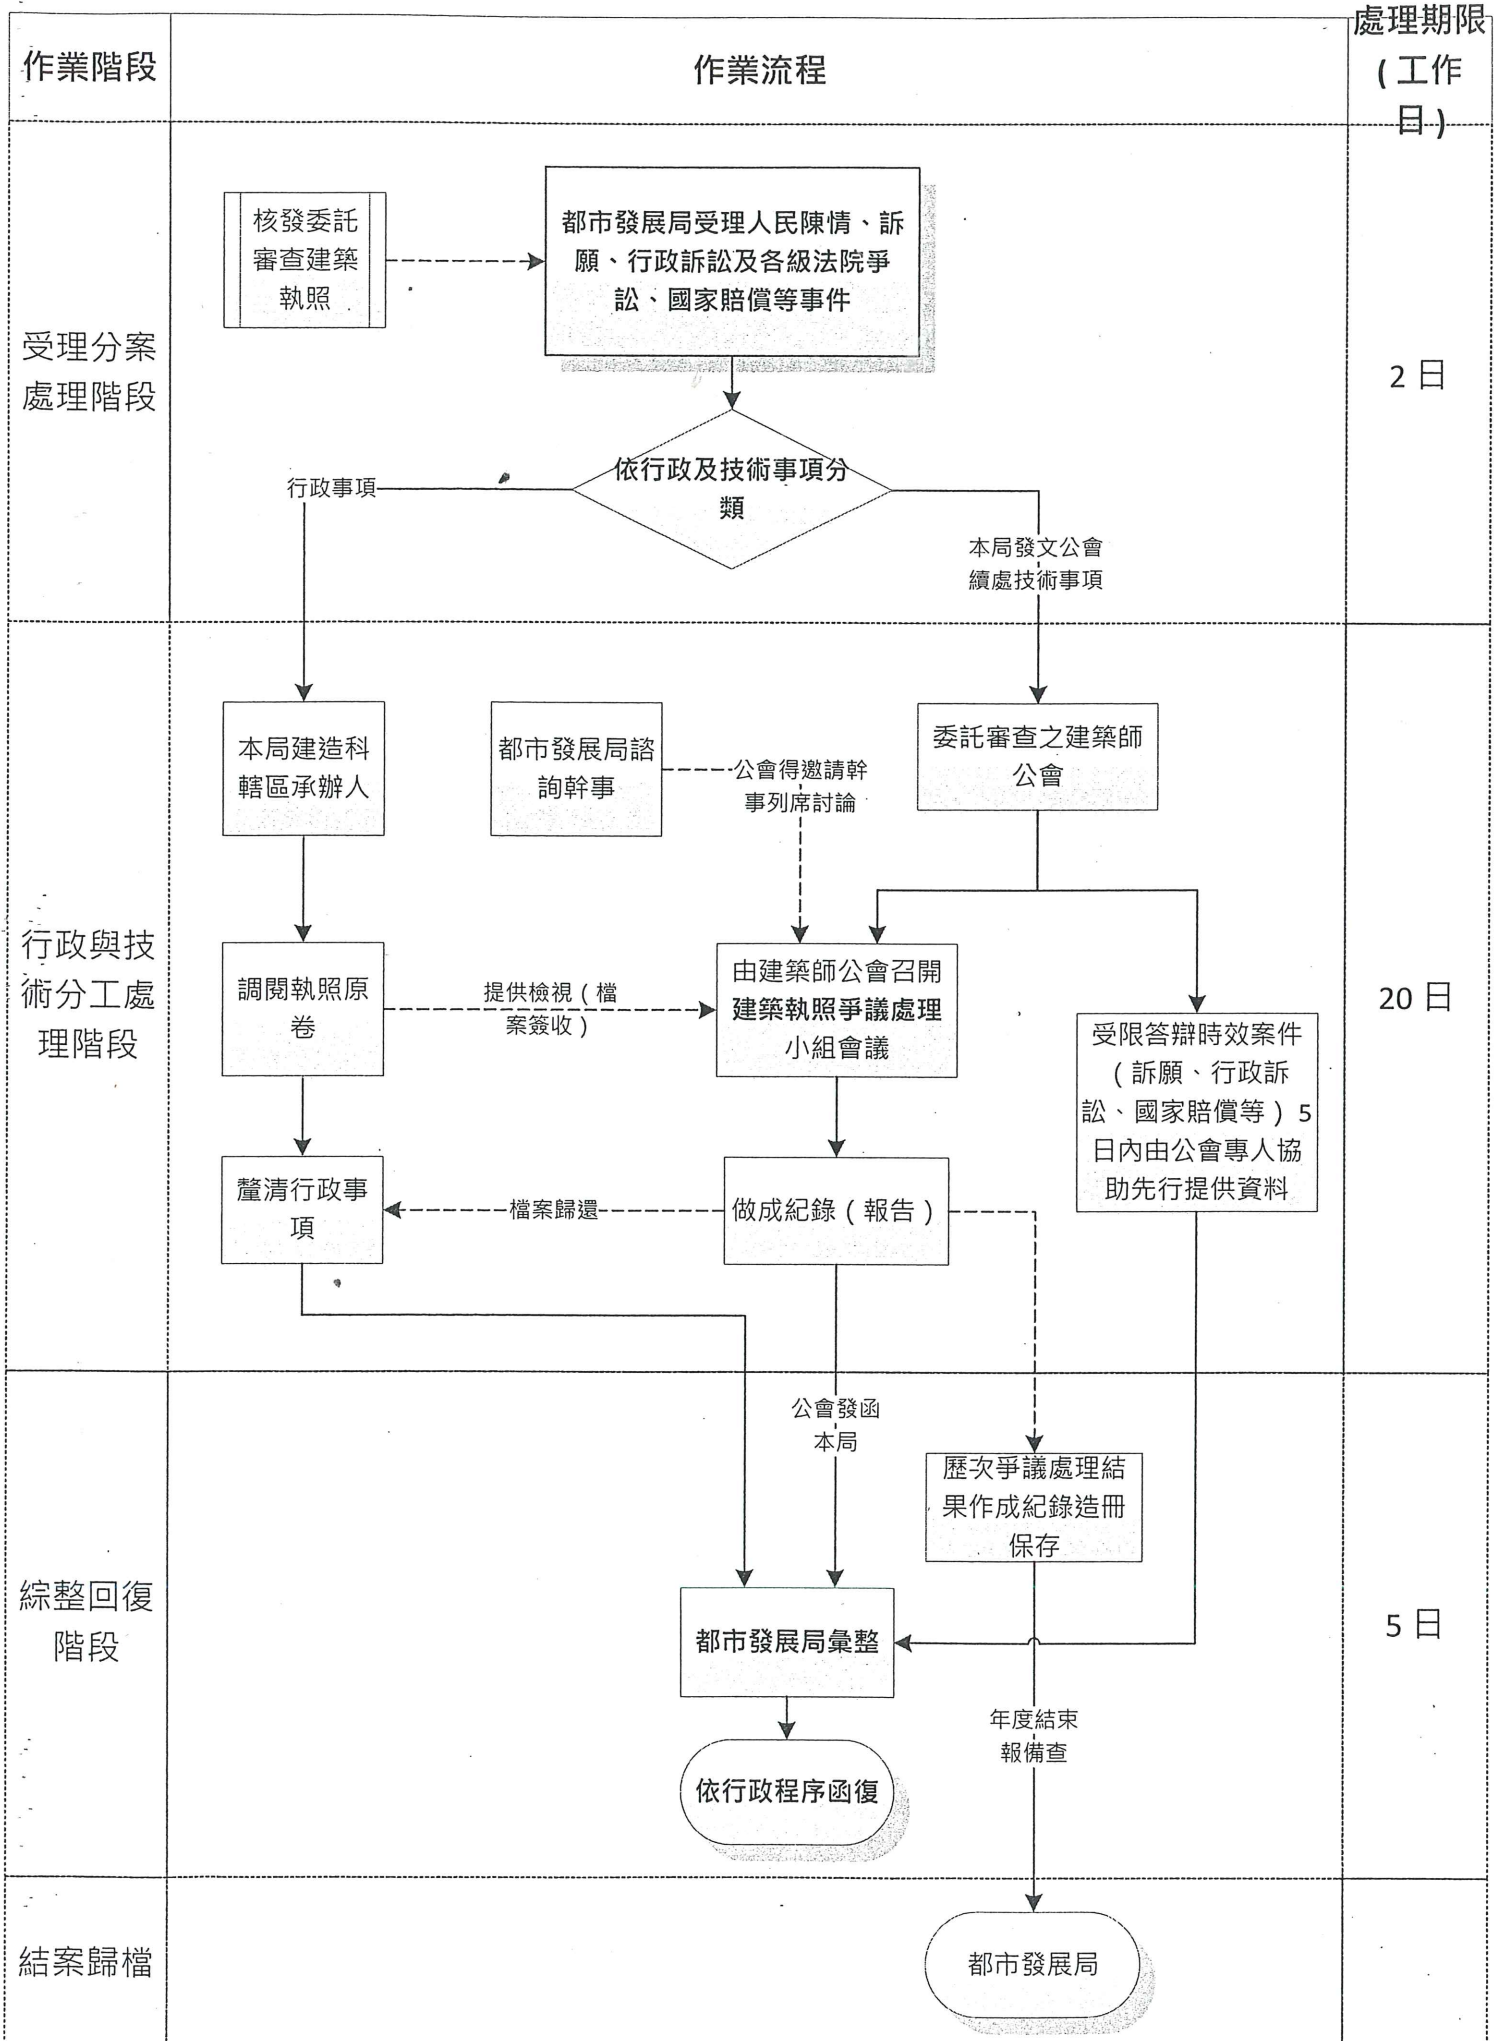 作業階段
作業流程
處理期限
(工作
日)
核發委託
審查建築
執照
都市發展局受理人民陳情、訴
願、行政訴訟及各級法院爭
訟、國家賠償等事件
受理分案
處理階段
2 日
依行政及技術事項分
類
行政事項
本局發文公會
續處技術事項
本局建造科
轄區承辦人
都市發展局諮
詢幹事
公會得邀請幹
事列席討論
委託審查之建築師
公會
行政與技
術分工處
理階段
20 日
調閱執照原
卷
提供檢視(檔
案簽收)
由建築師公會召開
建築執照爭議處理
小組會議
受限答辯時效案件
(訴願、行政訴
訟、國家賠償等)5
日內由公會專人協
助先行提供資料
釐清行政事
項
檔案歸還
做成紀錄(報告)
公會發函
本局
歷次爭議處理結
果作成紀錄造冊
保存
綜整回復
階段
5 日
都市發展局彙整
年度結束
報備查
依行政程序函復
結案歸檔
都市發展局